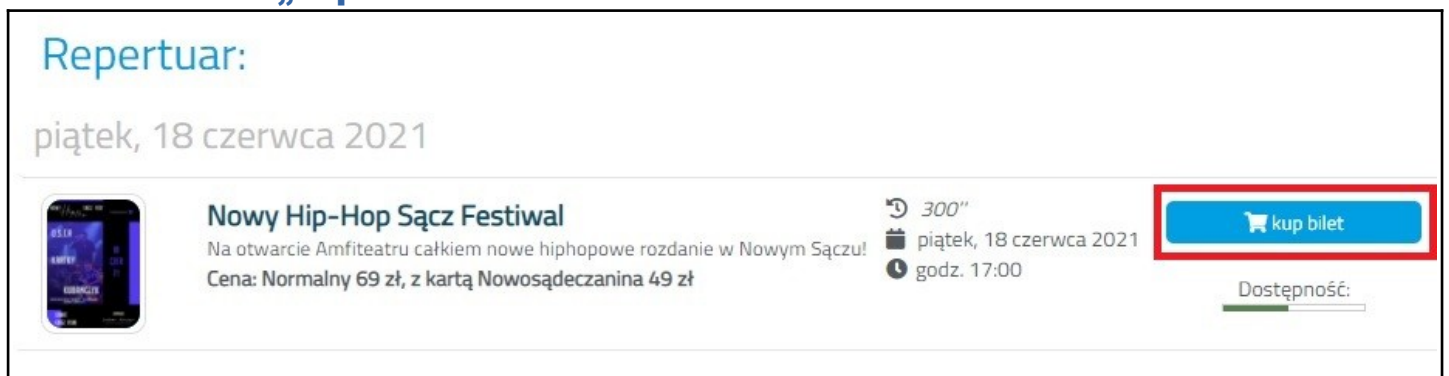 Repertuar:
piątek, 18 czerwca 2021
Nowy Hip-Hop Sącz Festiwal
Na otwarcie Amfiteatru całkiem nowe hiphopowe rozdanie w Nowym Sączu!
Cena: Normalny 69 zł, z kartą Nowosądeczanina 49 zł
300''
piątek, 18 czerwca 2021
godz. 17:00
kup bilet
Dostępność: